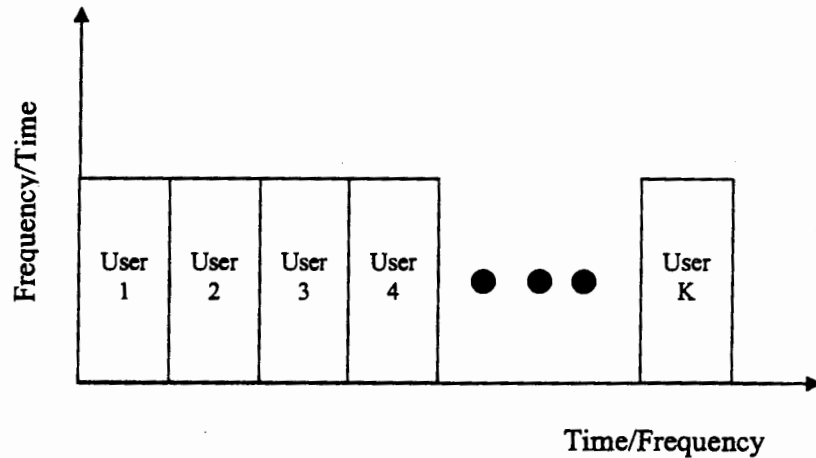 Frequency/Time
User
1
User
2
User
3
User
4
User
K
Time/Frequency